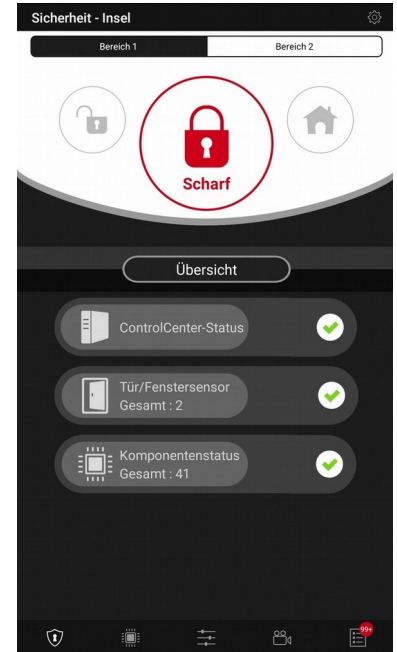 Sicherheit - Insel
Bereich 1
Bereich 2
Scharf
Übersicht
ControlCenter-Status
Tür/Fenstersensor
Gesamt : 2
Komponentenstatus
Gesamt : 41
99+